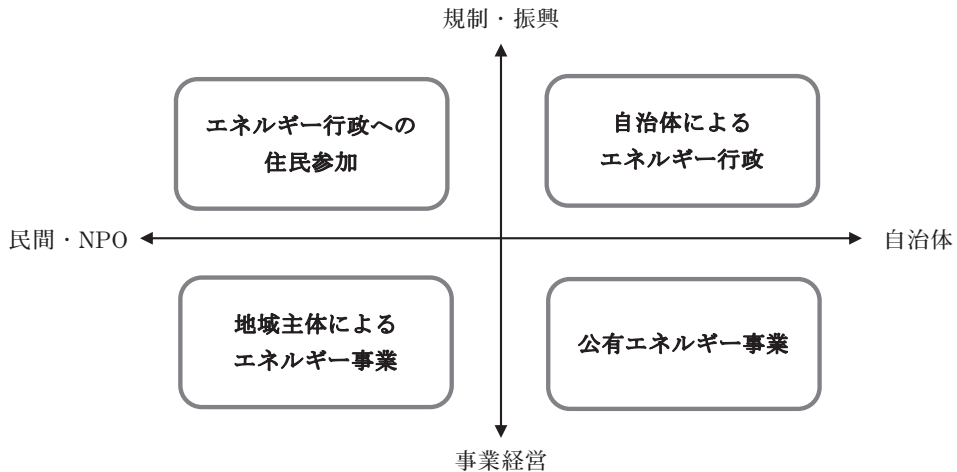 規制・振興
エネルギー行政への
住民参加
自治体による
エネルギー行政
民間・NPO
自治体
地域主体による
エネルギー事業
公有エネルギー事業
事業経営